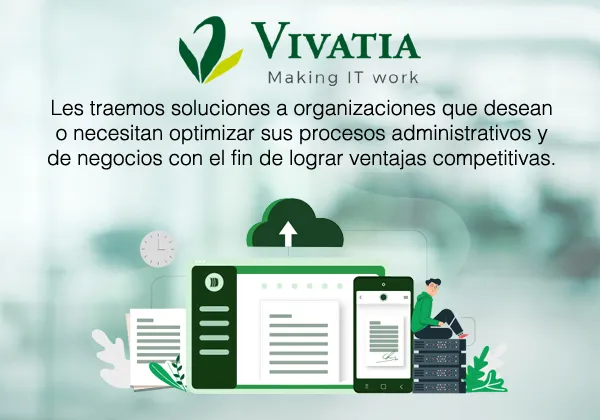 VIVATIA
Making IT work
Les traemos soluciones a organizaciones que desean
o necesitan optimizar sus procesos administrativos y
de negocios con el fin de lograr ventajas competitivas.